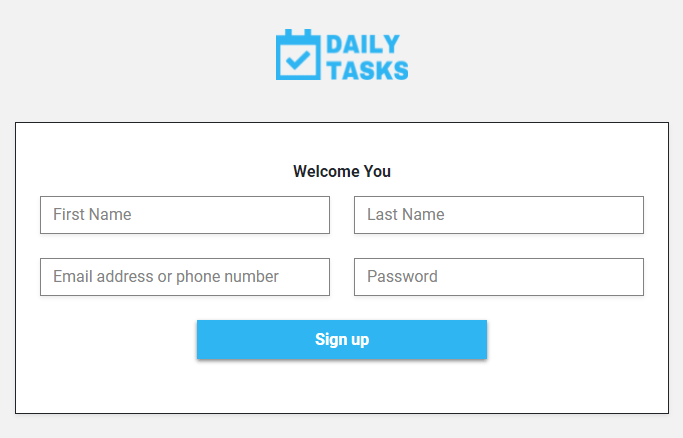 DAILY
TASKS
Welcome You
First Name
Last Name
Email address or phone number
Password
Sign up